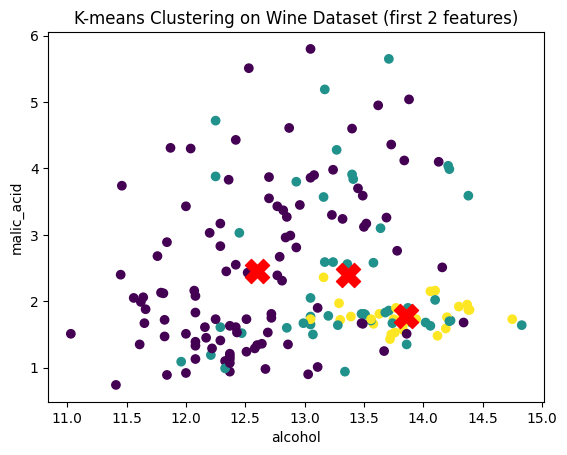 K-means Clustering on Wine Dataset (first 2 features)
6
5
4
3
2
1
malic_acid
11.0 11.5 12.0 12.5 13.0 13.5 14.0 14.5 15.0
alcohol